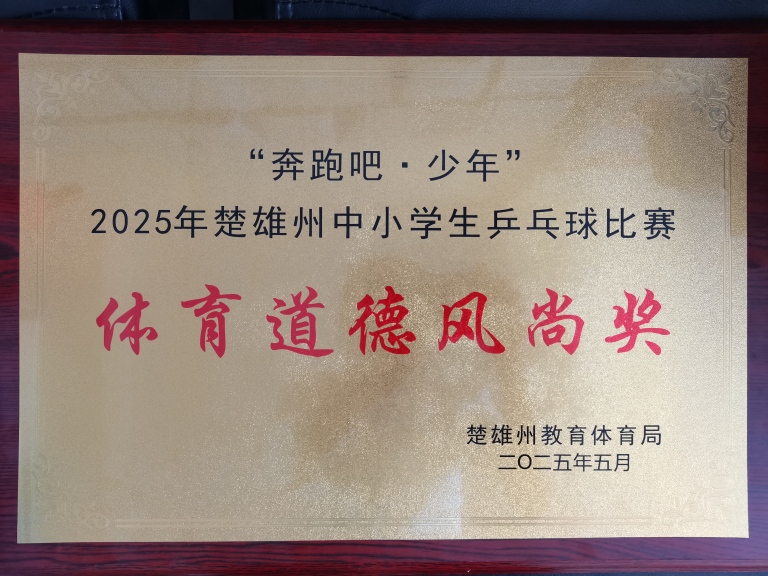 “奔跑吧·少年”
2025年楚雄州中小学生乒乓球比赛
体育道德风尚奖
楚雄州教育体育局
二O二五年五月